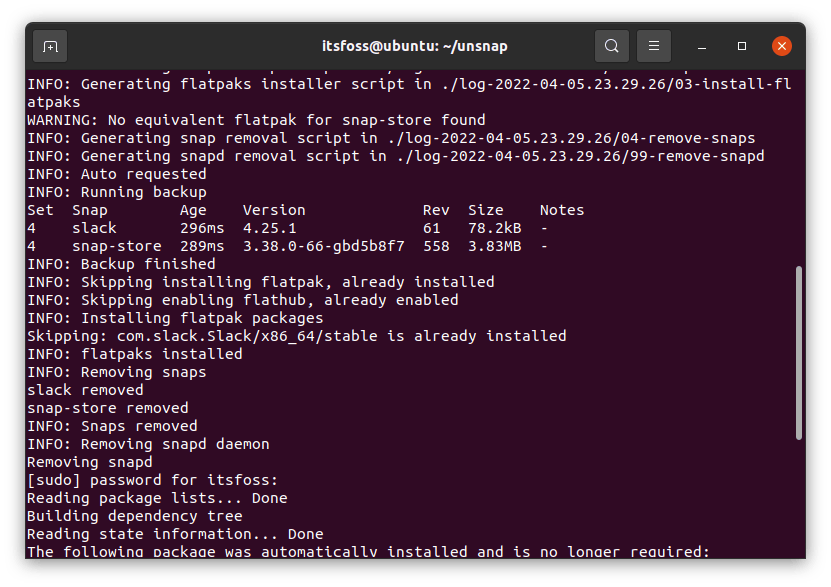 itsfoss@ubuntu: ~/unsnap
INFO: Generating flatpaks installer script in ./log-2022-04-05.23.29.26/03-install-fl
atpaks
WARNING: No equivalent flatpak for snap-store found
INFO: Generating snap removal script in ./log-2022-04-05.23.29.26/04-remove-snaps
INFO: Generating snapd removal script in ./log-2022-04-05.23.29.26/99-remove-snapd
INFO: Auto requested
INFO: Running backup
Set  Snap        Age    Version             Rev  Size    Notes
4    slack       296ms  4.25.1              61   78.2kB  -
4    snap-store  289ms  3.38.0-66-gbd5b8f7  558  3.83MB  -
INFO: Backup finished
INFO: Skipping installing flatpak, already installed
INFO: Skipping enabling flathub, already enabled
INFO: Installing flatpak packages
Skipping: com.slack.Slack/x86_64/stable is already installed
INFO: flatpaks installed
INFO: Removing snaps
slack removed
snap-store removed
INFO: Snaps removed
INFO: Removing snapd daemon
Removing snapd
[sudo] password for itsfoss:
Reading package lists... Done
Building dependency tree
Reading state information... Done
The following package was automatically installed and is no longer required: